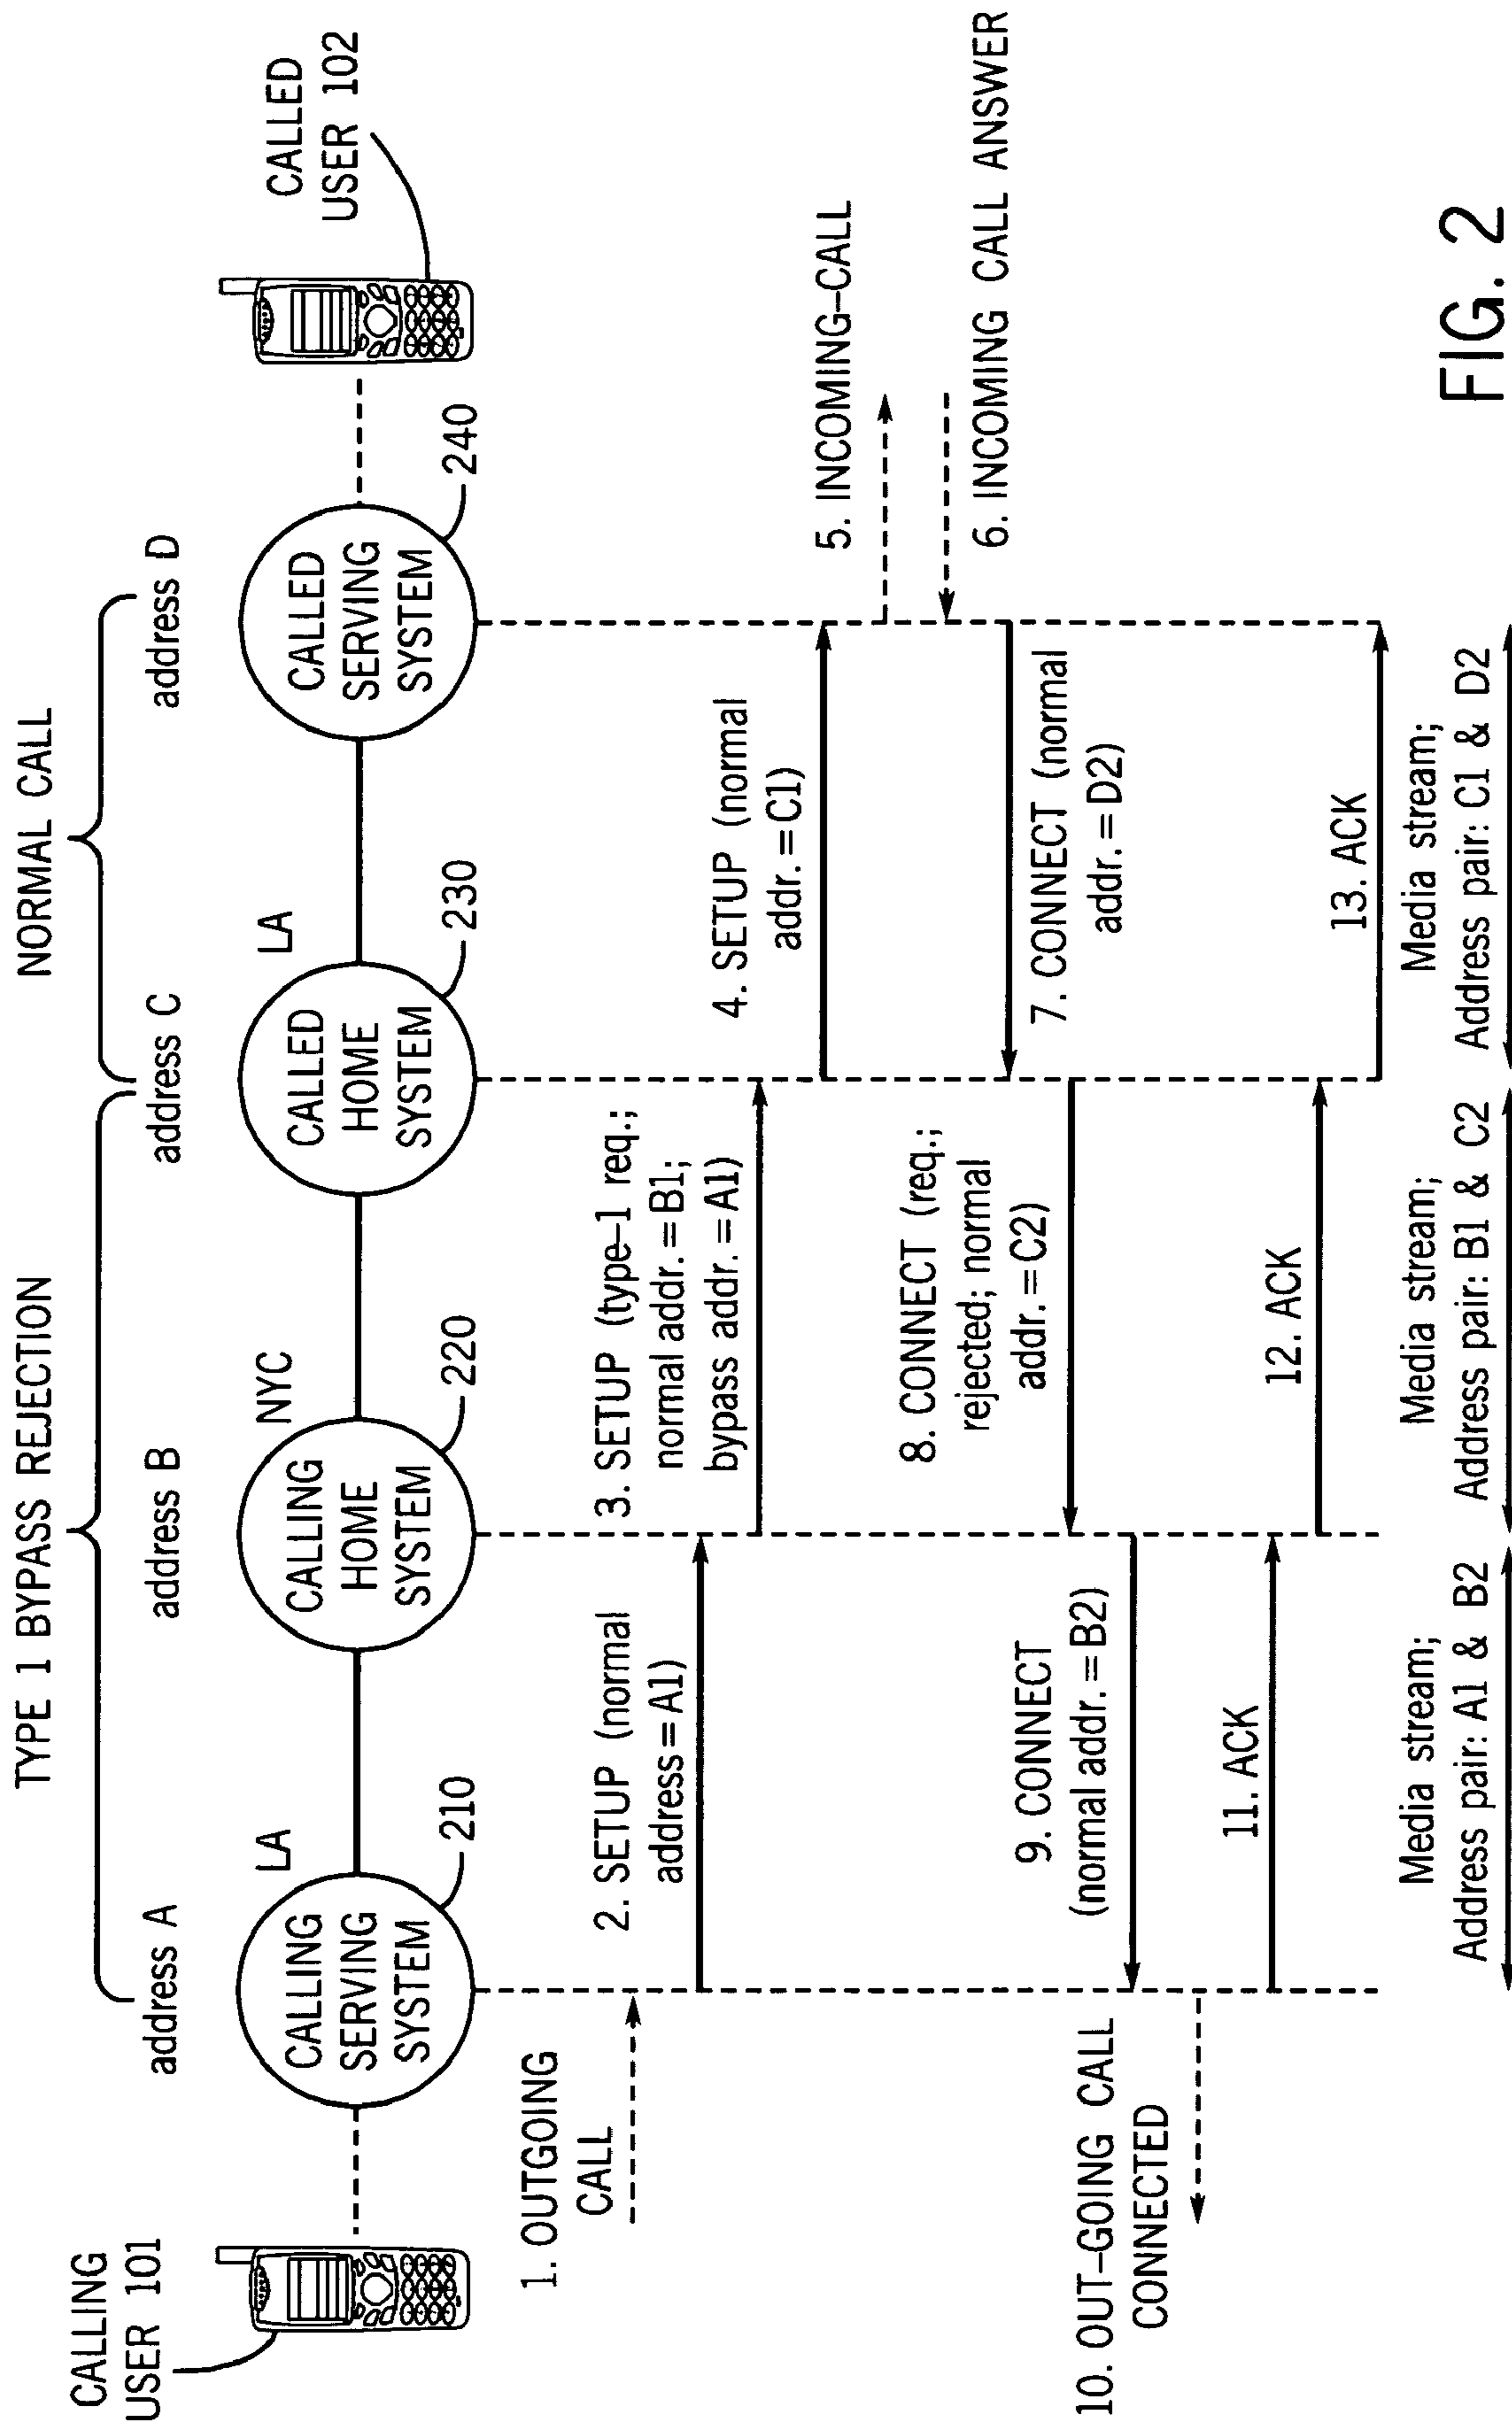 TYPE 1 BYPASS REJECTION
NORMAL CALL
address A
address B
address C
address D
CALLING
USER 101
LA
NYC
LA
CALLED
USER 102
CALLING
SERVING
SYSTEM
210
CALLING
HOME
SYSTEM
220
CALLED
HOME
SYSTEM
230
CALLED
SERVING
SYSTEM
240
1. OUTGOING
CALL
2. SETUP (normal
address=A1)
3. SETUP (type-1 req.;
normal addr.=B1;
bypass addr.=A1)
4. SETUP (normal
addr.=C1)
5. INCOMING-CALL
6. INCOMING CALL ANSWER
7. CONNECT (normal
addr.=D2)
8. CONNECT (req.;
rejected; normal
addr.=C2)
9. CONNECT
(normal addr.=B2)
10. OUT-GOING CALL
CONNECTED
11. ACK
12. ACK
13. ACK
Media stream;
Address pair: A1 & B2
Media stream;
Address pair: B1 & C2
Media stream;
Address pair: C1 & D2
FIG. 2